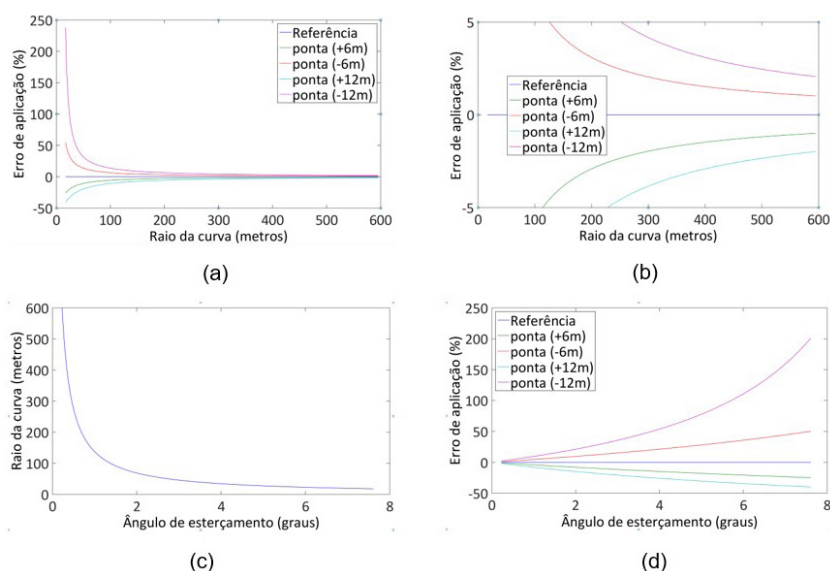 250
200
150
100
50
0
-50
Erro de aplicação (%)
Referência
ponta (+6m)
ponta (-6m)
ponta (+12m)
ponta (-12m)
0 100 200 300 400 500 600
Raio da curva (metros)
(a)
5
0
-5
Erro de aplicação (%)
Referência
ponta (+6m)
ponta (-6m)
ponta (+12m)
ponta (-12m)
0 100 200 300 400 500 600
Raio da curva (metros)
(b)
600
500
400
300
200
100
0
Raio da curva (metros)
0 2 4 6 8
Ângulo de esterçamento (graus)
(c)
250
200
150
100
50
0
-50
Erro de aplicação (%)
Referência
ponta (+6m)
ponta (-6m)
ponta (+12m)
ponta (-12m)
0 2 4 6 8
Ângulo de esterçamento (graus)
(d)